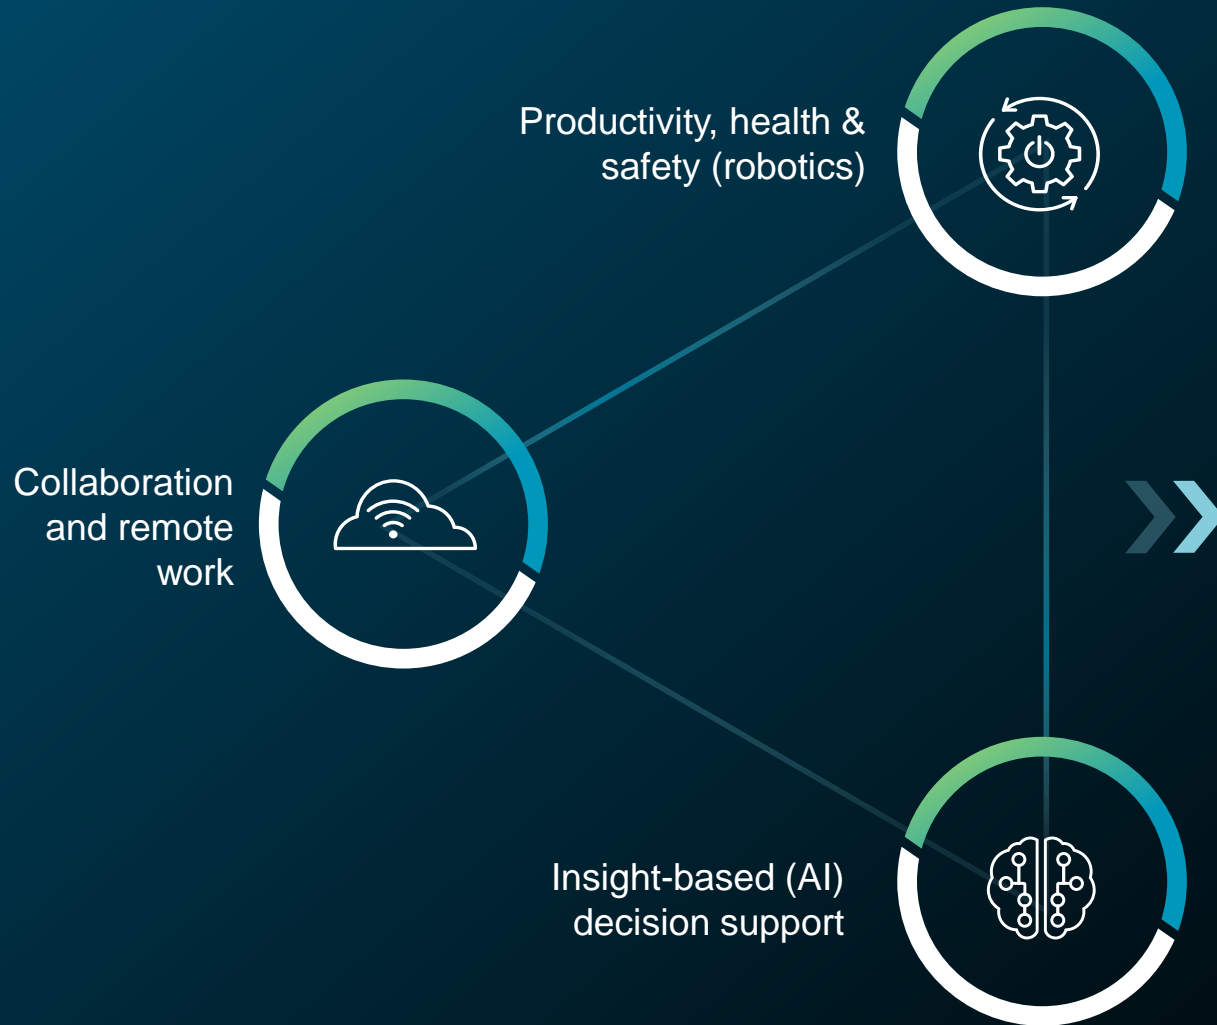 Productivity, health &
safety (robotics)
Collaboration
and remote
work
Insight-based (AI)
decision support